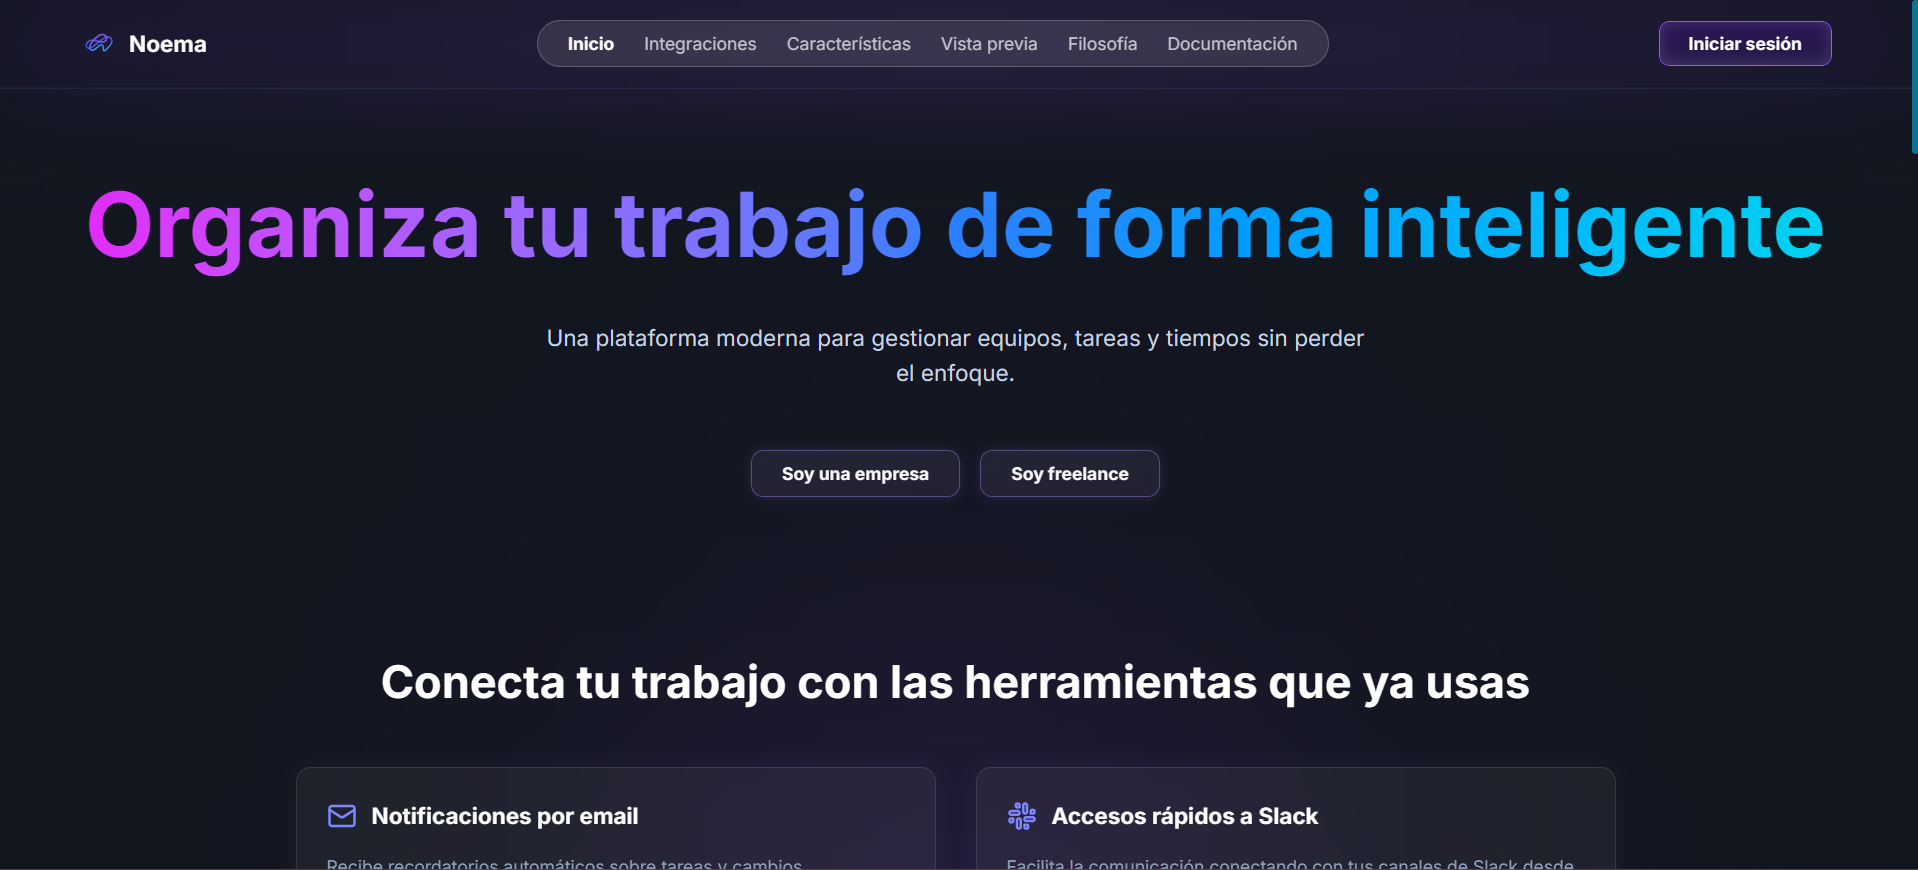 Noema
Inicio
Integraciones
Características
Vista previa
Filosofía
Documentación
Iniciar sesión
Organiza tu trabajo de forma inteligente
Una plataforma moderna para gestionar equipos, tareas y tiempos sin perder
el enfoque.
Soy una empresa
Soy freelance
Conecta tu trabajo con las herramientas que ya usas
Notificaciones por email
Recibe recordatorios automáticos sobre tareas y cambios
Accesos rápidos a Slack
Facilita la comunicación conectando con tus canales de Slack desde